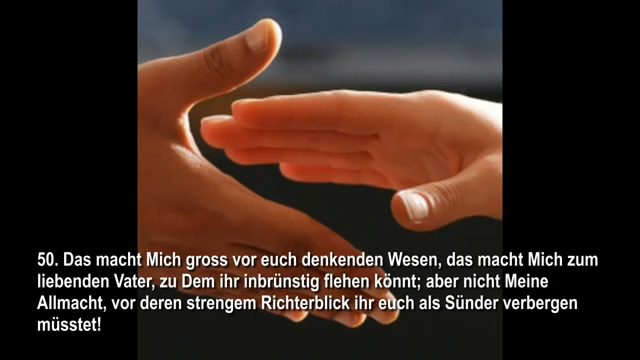 50. Das macht Mich gross vor euch denkenden Wesen, das macht Mich zum
liebenden Vater, zu Dem ihr inbrünstig flehen könnt; aber nicht Meine
Allmacht, vor deren strengem Richterblick ihr euch als Sünder verbergen
müsstet!